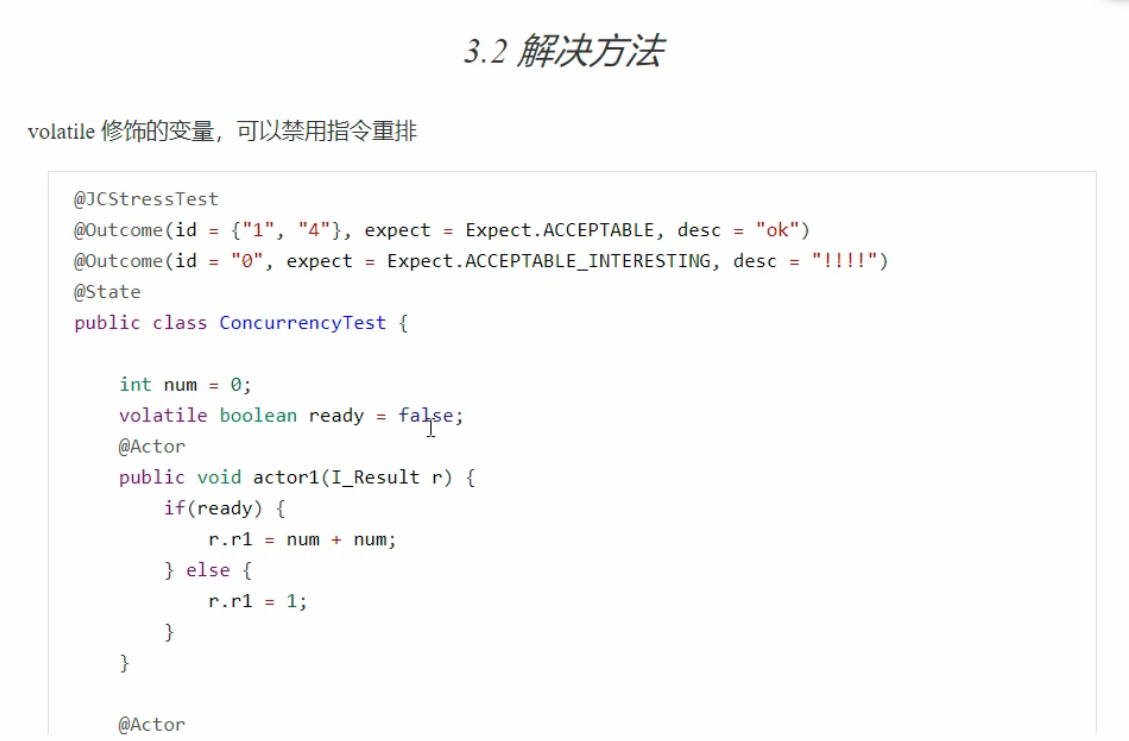 3.2 解决方法
volatile 修饰的变量，可以禁用指令重排
@JCStressTest
@Outcome(id = {"1", "4"}, expect = Expect.ACCEPTABLE, desc = "ok")
@Outcome(id = "0", expect = Expect.ACCEPTABLE_INTERESTING, desc = "!!!!")
@State
public class ConcurrencyTest {
    int num = 0;
    volatile boolean ready = false;
    @Actor
    public void actor1(I_Result r) {
        if(ready) {
            r.r1 = num + num;
        } else {
            r.r1 = 1;
        }
    }
    @Actor